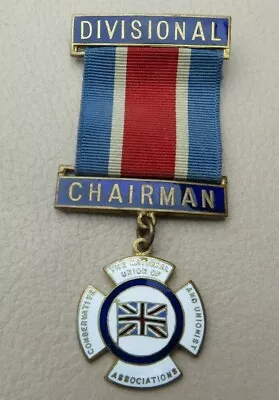 DIVISIONAL
CHAIRMAN
THE NATIONAL
UNION OF
CONSERVATIVE
AND UNIONIST
ASSOCIATIONS